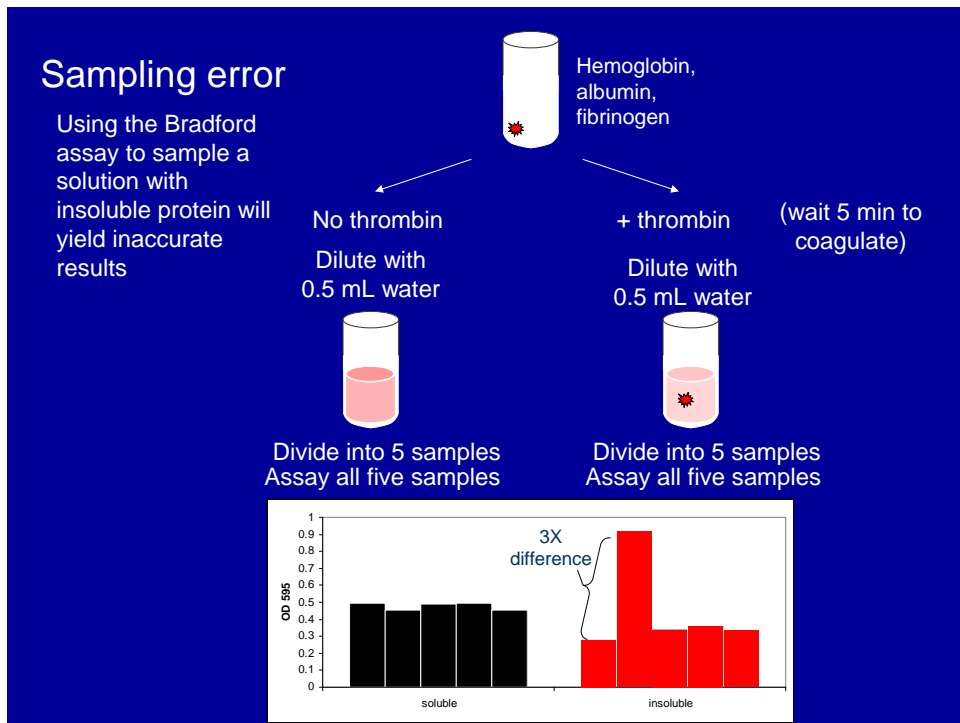 Sampling error
Using the Bradford
assay to sample a
solution with
insoluble protein will
yield inaccurate
results
Hemoglobin,
albumin,
fibrinogen
No thrombin
Dilute with
0.5 mL water
+ thrombin
(wait 5 min to
coagulate)
Dilute with
0.5 mL water
Divide into 5 samples
Assay all five samples
Divide into 5 samples
Assay all five samples
OD 595
1
0.9
0.8
0.7
0.6
0.5
0.4
0.3
0.2
0.1
0
3X
difference
soluble
insoluble